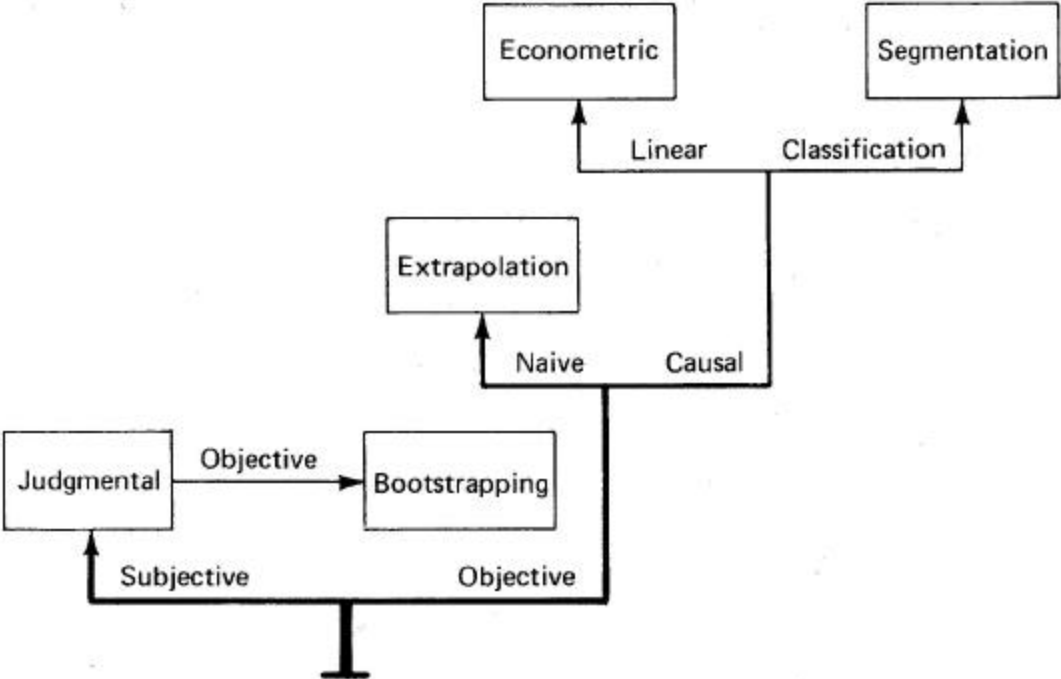 Econometric
Segmentation
Linear
Classification
Extrapolation
Naive
Causal
Judgmental
Objective
Bootstrapping
Subjective
Objective